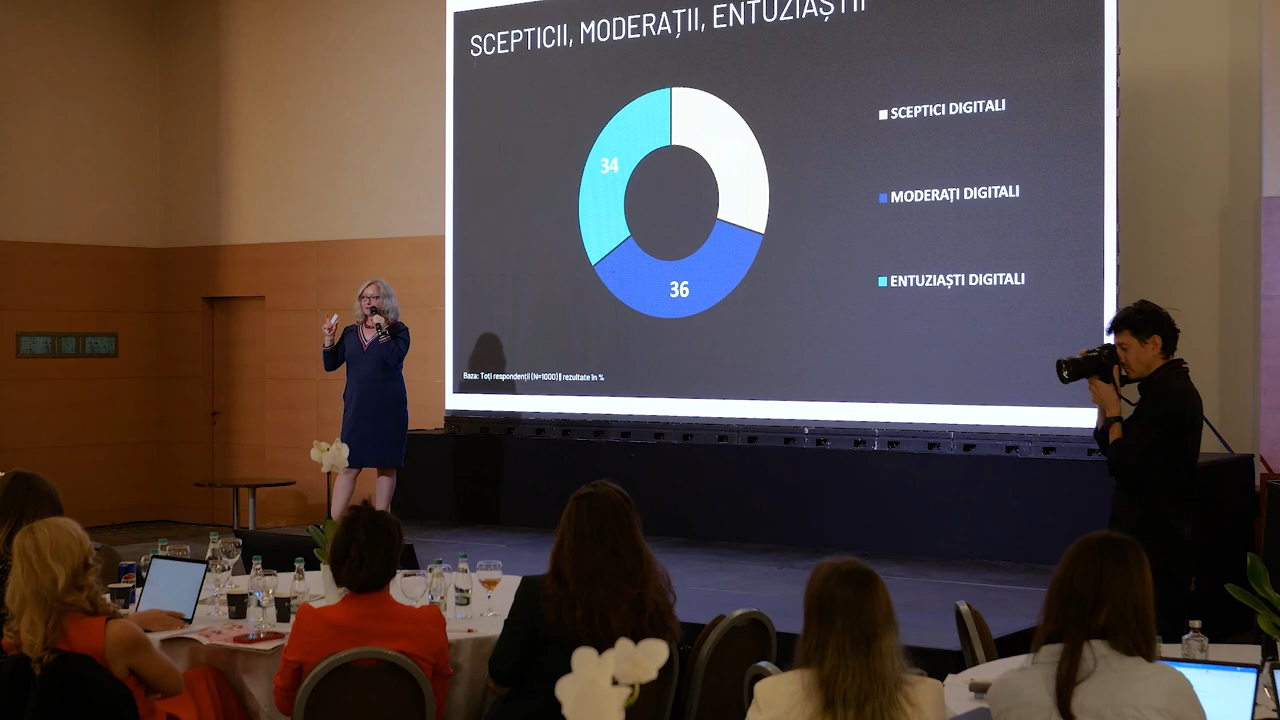 SCEPTICII, MODERAȚII, ENTUZIAȘTII
SCEPTICI DIGITALI
34
MODERAȚI DIGITALI
ENTUZIAȘTI DIGITALI
36
Baza: Toți respondenții (N=1000) || rezultate în %